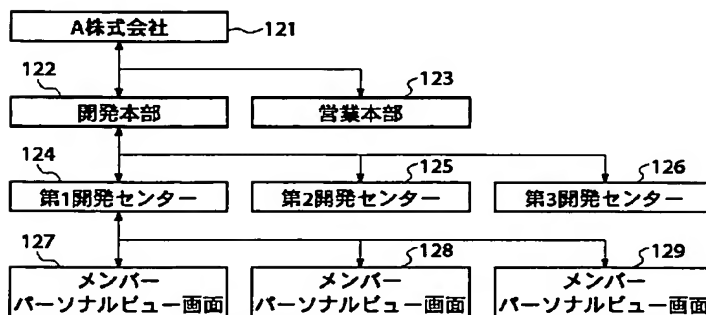 A株式会社
121
122
123
開発本部
営業本部
124
125
126
第1開発センター
第2開発センター
第3開発センター
127
128
129
メンバー
パーソナルビュー画面
メンバー
パーソナルビュー画面
メンバー
パーソナルビュー画面